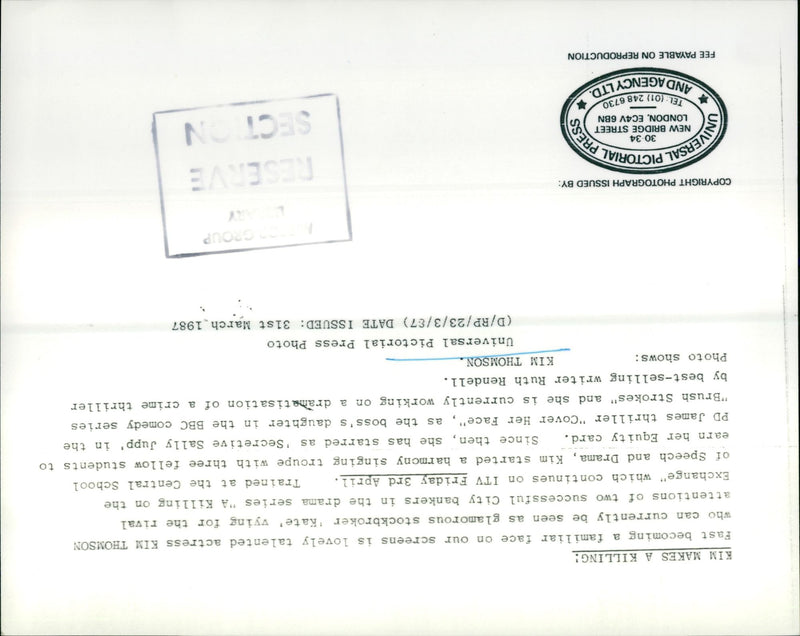 KIM MAKES A KILLING!
Fast becoming a familiar face on our screens is lovely talented actress KIM THOMSON
who can currently be seen as glamorous stockbroker 'Kate' vying for the rival
attentions of two successful City bankers in the drama series "A Killing on the
Exchange" which continues on ITV Friday 3rd April. Trained at the Central School
of Speech and Drama, Kim started a harmony singing troupe with three fellow students to
earn her Equity card. Since then, she has starred as 'Secretive Sally Jupp' in the
PD James thriller "Cover Her Face", as the boss's daughter in the BBC comedy series
"Brush Strokes" and she is currently working on a dramatisation of a crime thriller
by best-selling writer Ruth Rendell.
Photo shows: KIM THOMSON.
Universal Pictorial Press Photo
(D/RP/23/3/87) DATE ISSUED: 31st March 1987
GROUP
LIBRARY
RESERVE
SECTION
COPYRIGHT PHOTOGRAPH ISSUED BY:
UNIVERSAL PICTORIAL PRESS
30 34
NEW BRIDGE STREET
LONDON, EC4V 6BN
TEL: (01) 248 6730
AND AGENCY LTD.
FEE PAYABLE ON REPRODUCTION